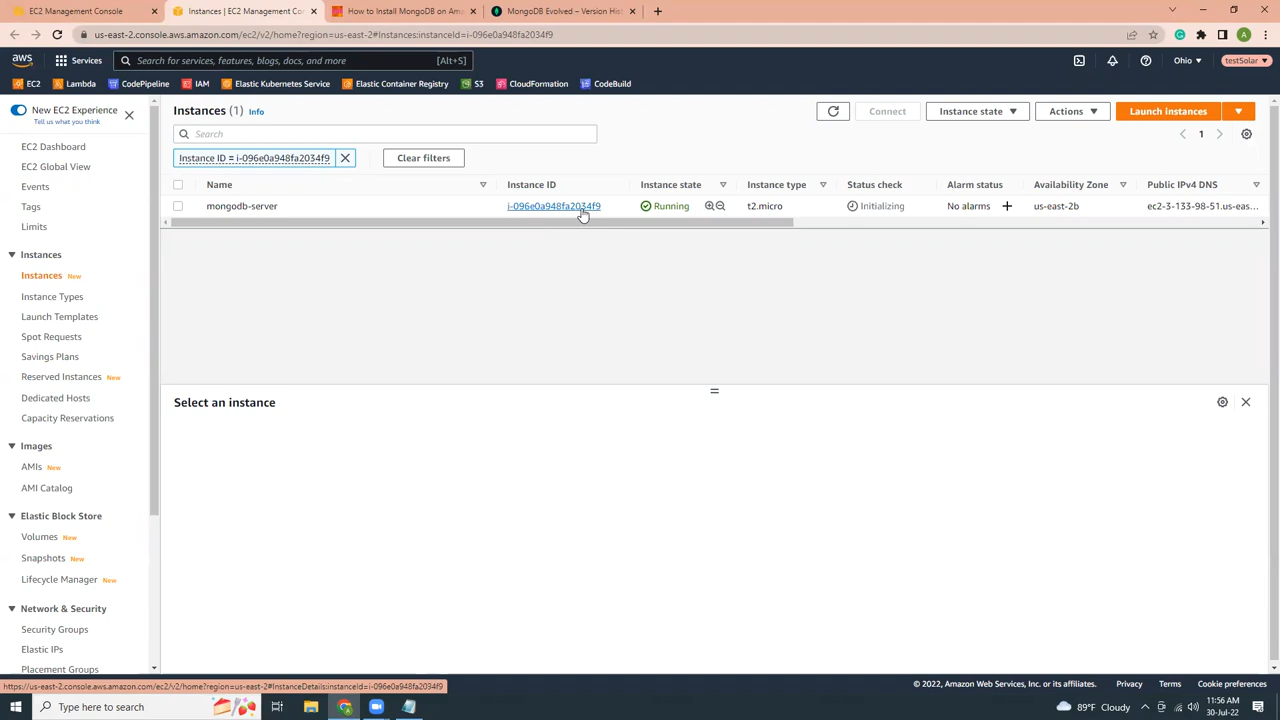 EC2 Management Console
Instances | EC2 Management Con
How to Install MongoDB on Ama
MongoDB Evolved – Version Hist
us-east-2.console.aws.amazon.com/ec2/v2/home?region=us-east-2#Instances:instanceId=i-096e0a948fa2034f9
A
aws
Services
Search for services, features, blogs, docs, and more
[Alt+S]
Ohio
testSolar
EC2
Lambda
CodePipeline
IAM
Elastic Kubernetes Service
Elastic Container Registry
S3
CloudFormation
CodeBuild
New EC2 Experience
Tell us what you think
EC2 Dashboard
EC2 Global View
Events
Tags
Limits
Instances
Instances New
Instance Types
Launch Templates
Spot Requests
Savings Plans
Reserved Instances New
Dedicated Hosts
Capacity Reservations
Images
AMIs New
AMI Catalog
Elastic Block Store
Volumes New
Snapshots New
Lifecycle Manager New
Network & Security
Security Groups
Elastic IPs
Placement Groups
Instances (1) Info
Connect
Instance state
Actions
Launch instances
Search
1
Instance ID = i-096e0a948fa2034f9
Clear filters
Name Instance ID Instance state Instance type Status check Alarm status Availability Zone Public IPv4 DNS
mongodb-server i-096e0a948fa2034f9 Running t2.micro Initializing No alarms us-east-2b ec2-3-133-98-51.us-eas...
Select an instance
https://us-east-2.console.aws.amazon.com/ec2/v2/home?region=us-east-2#InstanceDetails:instanceId=i-096e0a948fa2034f9
© 2022, Amazon Web Services, Inc. or its affiliates.
Privacy
Terms
Cookie preferences
Type here to search
89°F Cloudy
11:56 AM
30-Jul-22